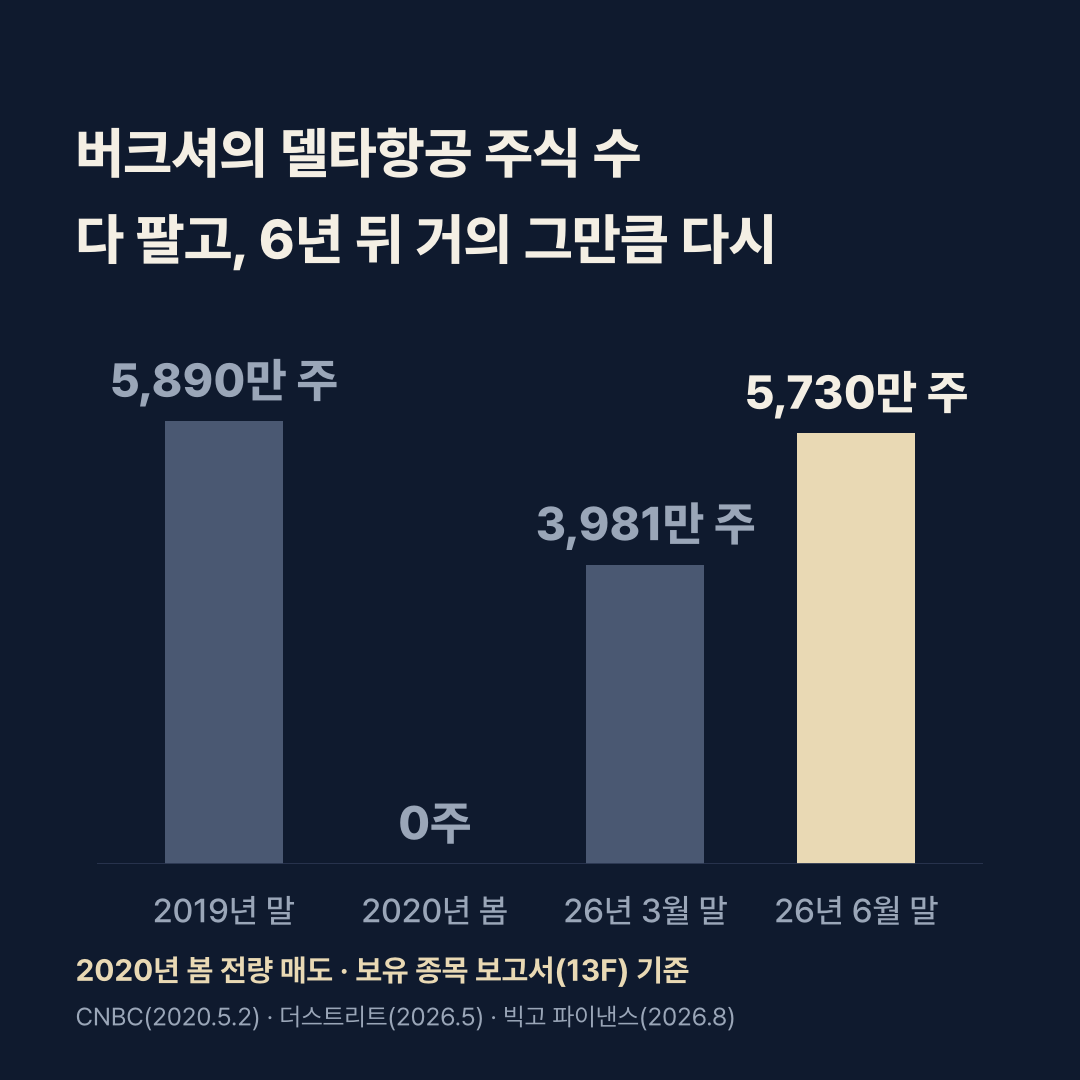 버크셔의 델타항공 주식 수
다 팔고, 6년 뒤 거의 그만큼 다시
5,890만 주
5,730만 주
3,981만 주
0주
2019년 말
2020년 봄
26년 3월 말
26년 6월 말
2020년 봄 전량 매도 · 보유 종목 보고서(13F) 기준
CNBC(2020.5.2) · 더스트리트(2026.5) · 빅고 파이낸스(2026.8)